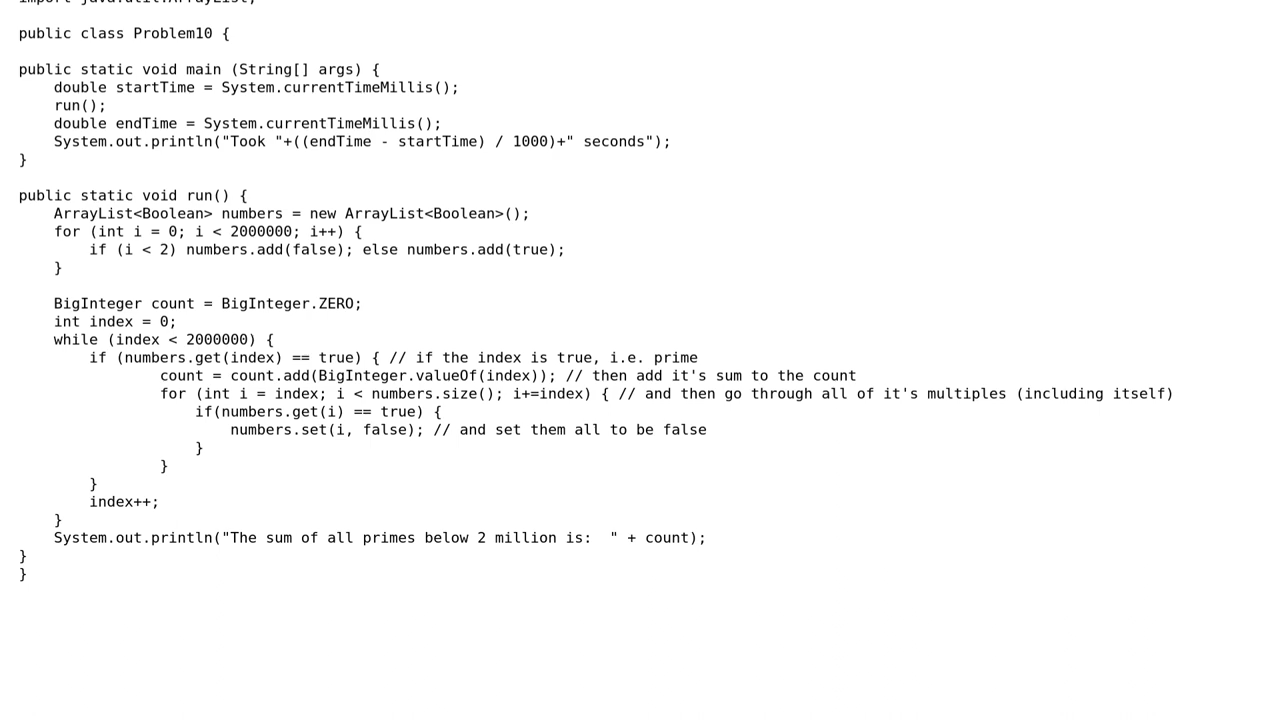 import java.util.ArrayList;
public class Problem10 {
public static void main (String[] args) {
    double startTime = System.currentTimeMillis();
    run();
    double endTime = System.currentTimeMillis();
    System.out.println("Took "+((endTime - startTime) / 1000)+" seconds");
}
public static void run() {
    ArrayList<Boolean> numbers = new ArrayList<Boolean>();
    for (int i = 0; i < 2000000; i++) {
        if (i < 2) numbers.add(false); else numbers.add(true);
    }
    BigInteger count = BigInteger.ZERO;
    int index = 0;
    while (index < 2000000) {
        if (numbers.get(index) == true) { // if the index is true, i.e. prime
                count = count.add(BigInteger.valueOf(index)); // then add it's sum to the count
                for (int i = index; i < numbers.size(); i+=index) { // and then go through all of it's multiples (including itself)
                    if(numbers.get(i) == true) {
                        numbers.set(i, false); // and set them all to be false
                    }
                }
        }
        index++;
    }
    System.out.println("The sum of all primes below 2 million is:  " + count);
}
}